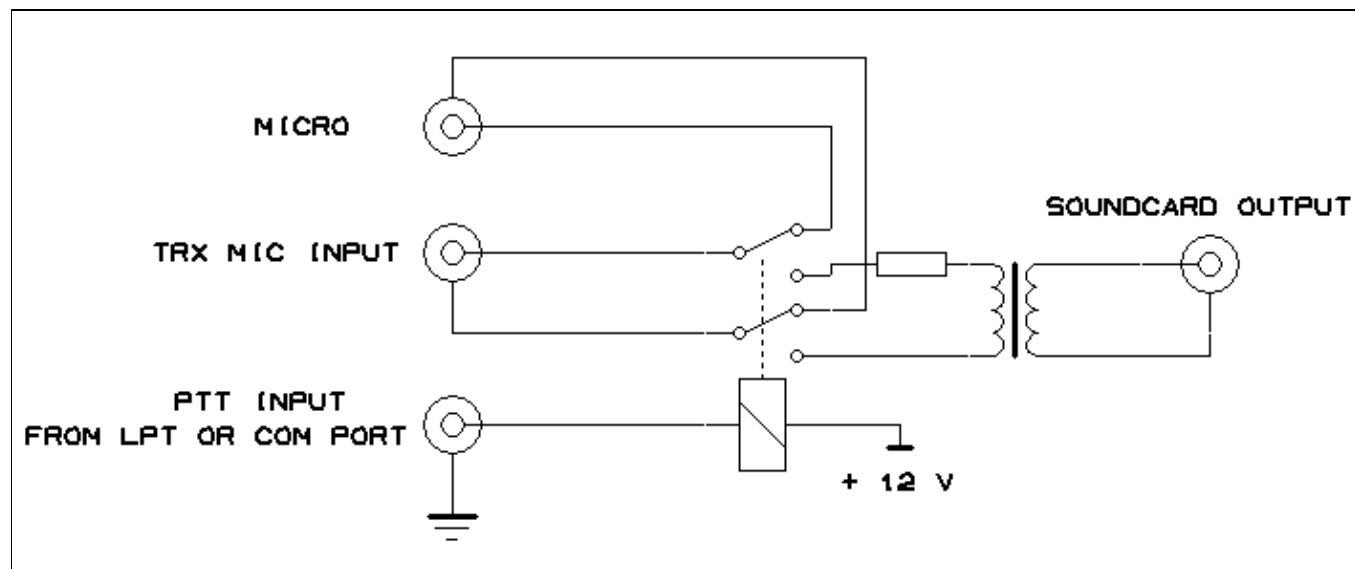 MICRO
SOUNDCARD OUTPUT
TRX MIC INPUT
PTT INPUT
FROM LPT OR COM PORT
+ 12 V